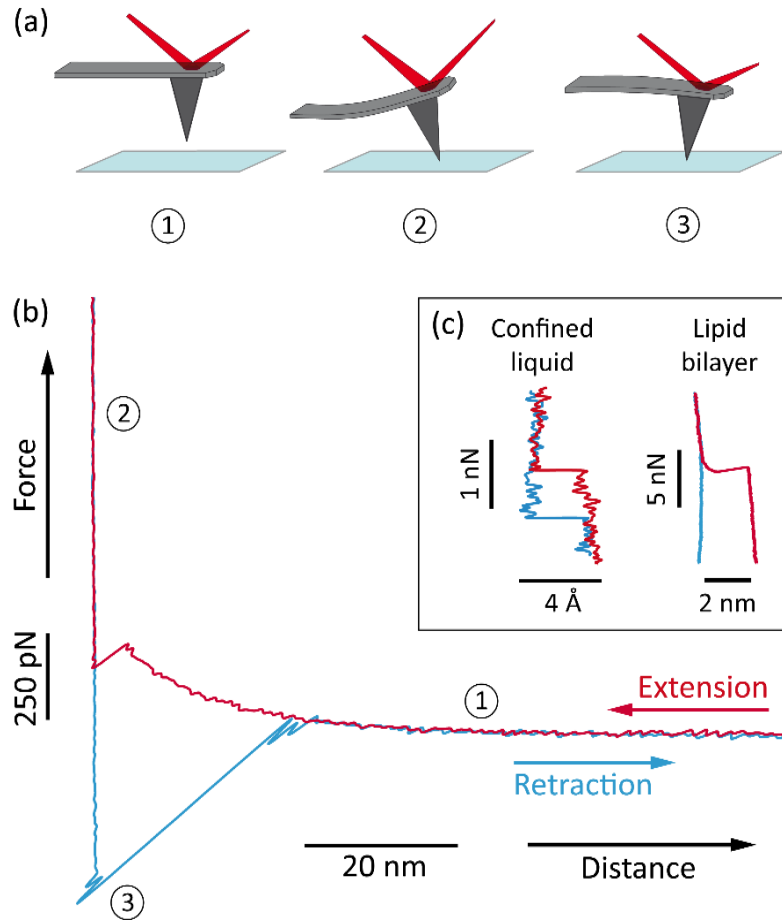 (a)
①
②
③
(b)
Force
250 pN
②
(c)
Confined
liquid
Lipid
bilayer
1 nN
5 nN
4 Å
2 nm
①
Extension
Retraction
20 nm
Distance
③